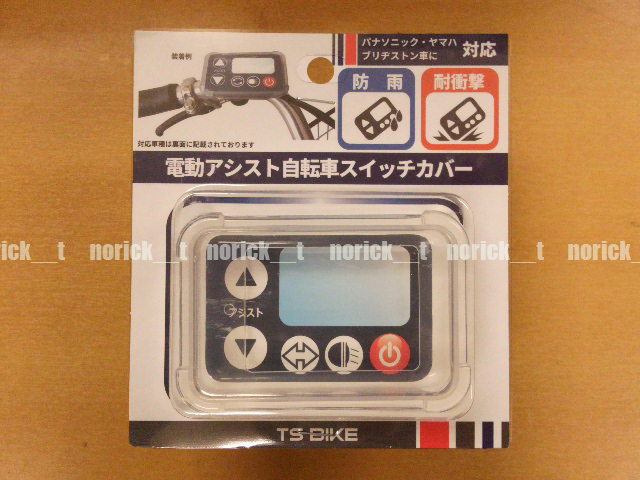 装着例
パナソニック・ヤマハ
ブリヂストン車に
対応
防雨
耐衝撃
対応車種は裏面に記載されております
電動アシスト自転車スイッチカバー
norick__t norick__t norick__t norick__t norick__t
アシスト
TS-BIKE